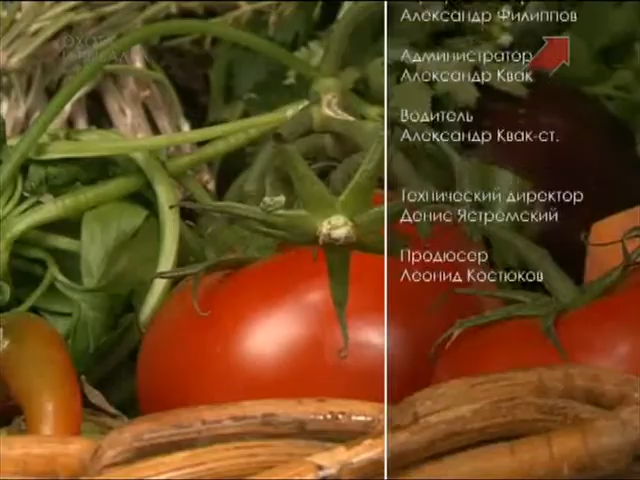 Александр Филиппов
Администратор
Александр Квак
Водитель
Александр Квак-ст.
Технический директор
Денис Ястремский
Продюсер
Леонид Костюков